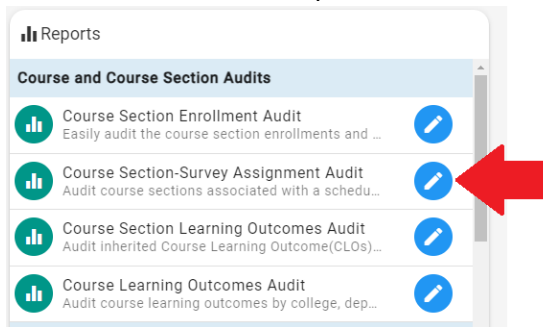 Reports
Course and Course Section Audits
Course Section Enrollment Audit
Easily audit the course section enrollments and ...
Course Section-Survey Assignment Audit
Audit course sections associated with a schedu...
Course Section Learning Outcomes Audit
Audit inherited Course Learning Outcome(CLOs)...
Course Learning Outcomes Audit
Audit course learning outcomes by college, dep...